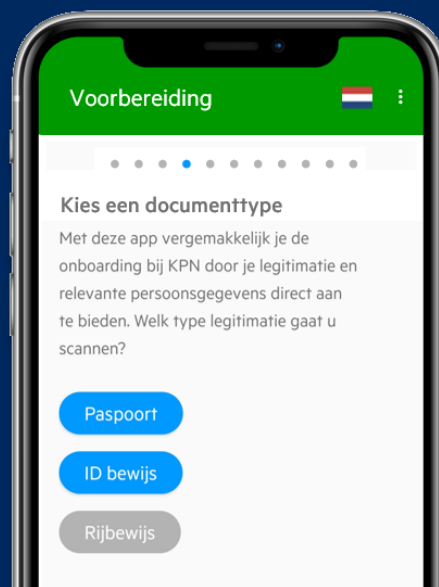 Voorbereiding
Kies een documenttype
Met deze app vergemakkelijk je de
onboarding bij KPN door je legitimatie en
relevante persoonsgegevens direct aan
te bieden. Welk type legitimatie gaat u
scannen?
Paspoort
ID bewijs
Rijbewijs